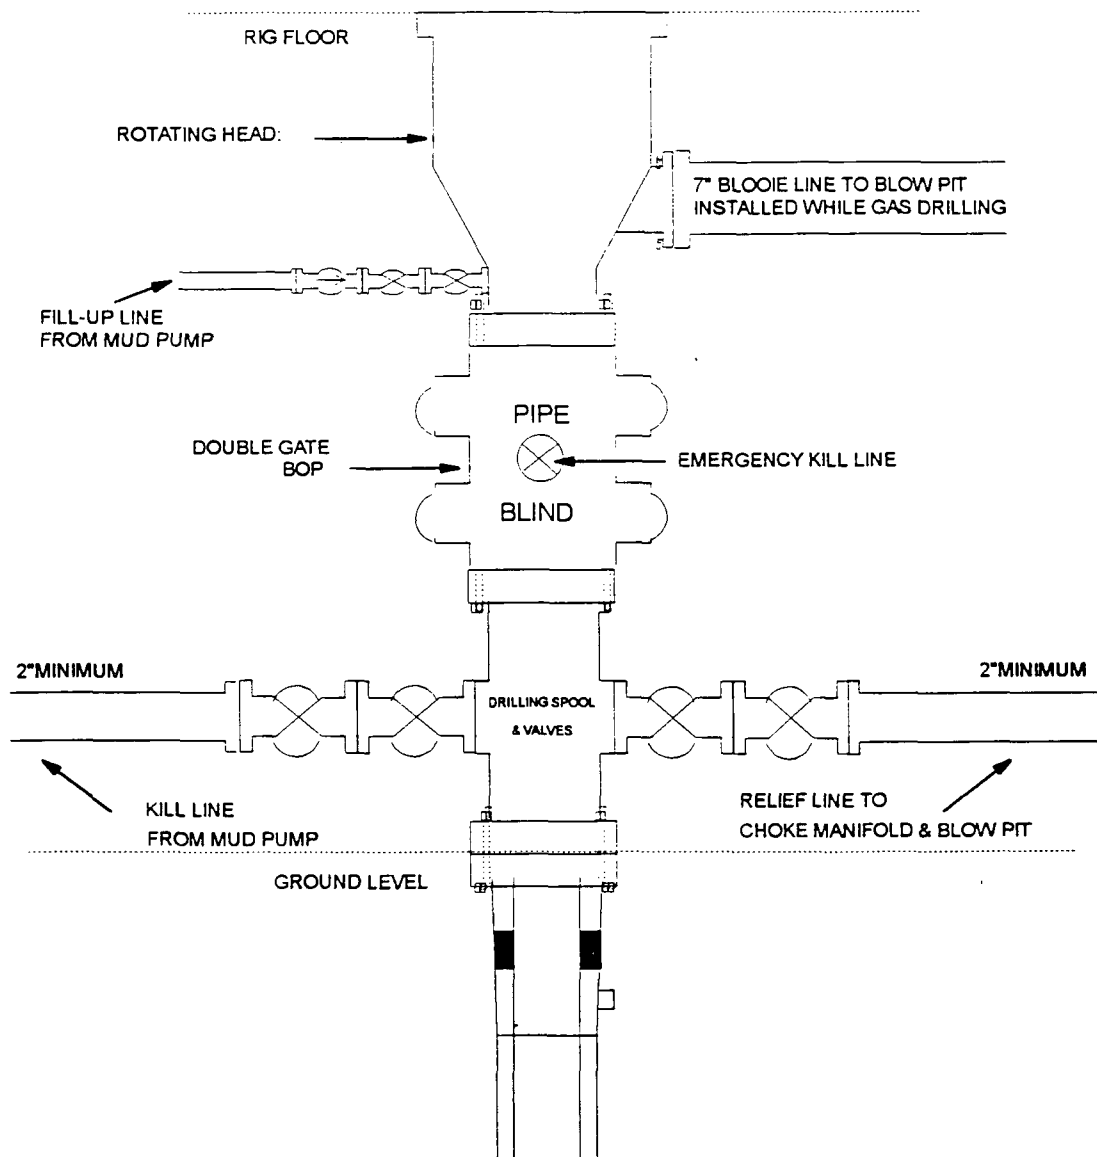 RIG FLOOR
ROTATING HEAD:
7" BLOOIE LINE TO BLOW PIT
INSTALLED WHILE GAS DRILLING
FILL-UP LINE
FROM MUD PUMP
PIPE
DOUBLE GATE
BOP
EMERGENCY KILL LINE
BLIND
2"MINIMUM
2"MINIMUM
DRILLING SPOOL
& VALVES
KILL LINE
FROM MUD PUMP
RELIEF LINE TO
CHOKE MANIFOLD & BLOW PIT
GROUND LEVEL